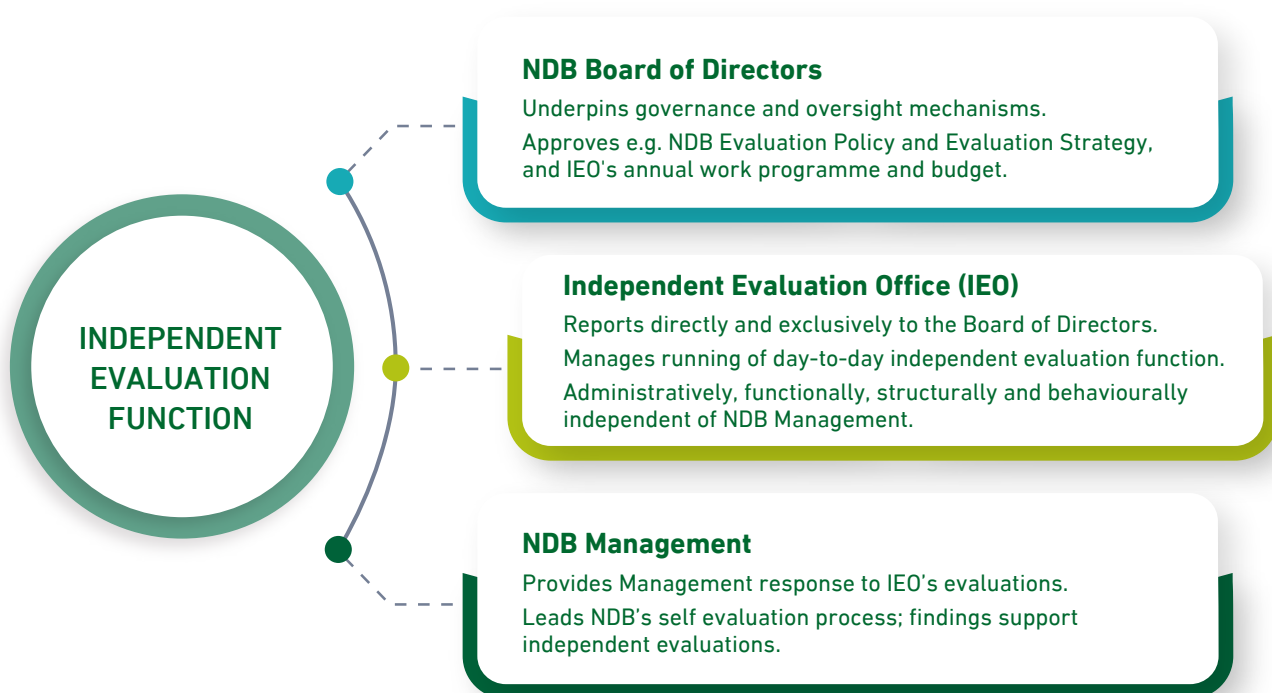 INDEPENDENT
EVALUATION
FUNCTION
NDB Board of Directors
Underpins governance and oversight mechanisms.
Approves e.g. NDB Evaluation Policy and Evaluation Strategy,
and IEO's annual work programme and budget.
Independent Evaluation Office (IEO)
Reports directly and exclusively to the Board of Directors.
Manages running of day-to-day independent evaluation function.
Administratively, functionally, structurally and behaviourally
independent of NDB Management.
NDB Management
Provides Management response to IEO’s evaluations.
Leads NDB’s self evaluation process; findings support
independent evaluations.